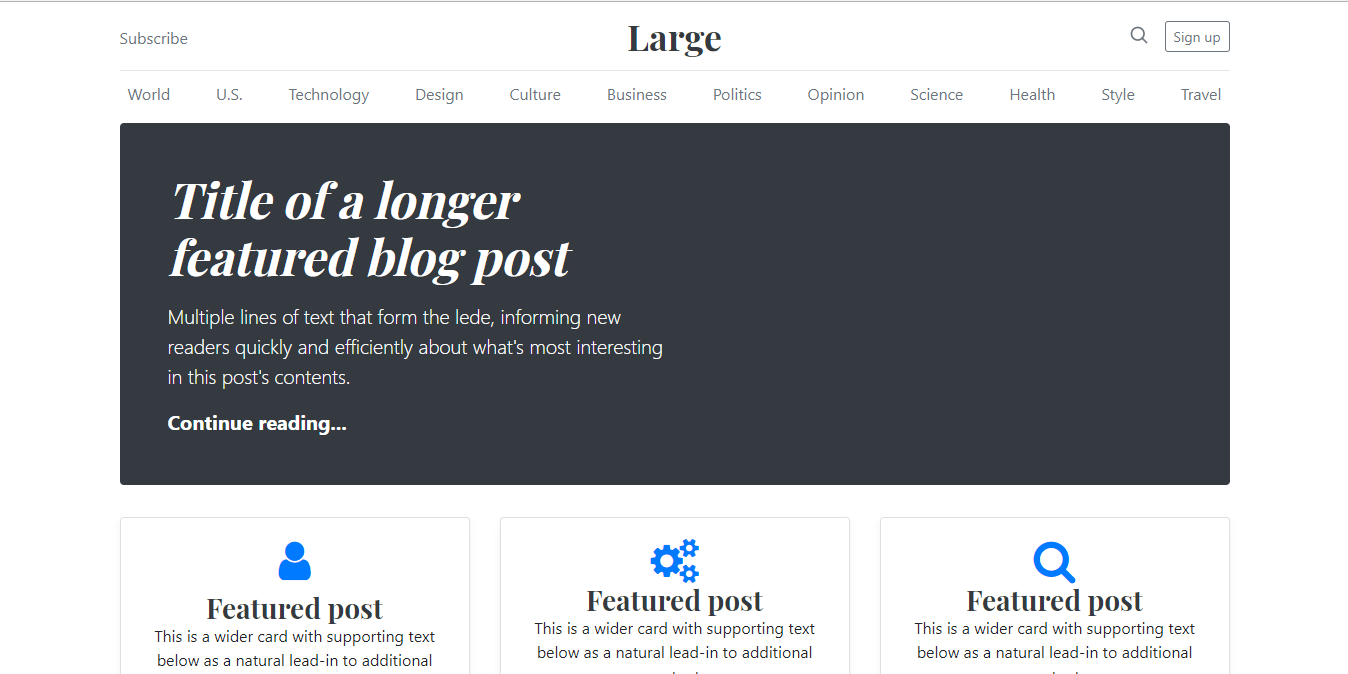 Subscribe
Large
Sign up
World U.S. Technology Design Culture Business Politics Opinion Science Health Style Travel
Title of a longer
featured blog post
Multiple lines of text that form the lede, informing new
readers quickly and efficiently about what's most interesting
in this post's contents.
Continue reading...
Featured post
This is a wider card with supporting text
below as a natural lead-in to additional
Featured post
This is a wider card with supporting text
below as a natural lead-in to additional
Featured post
This is a wider card with supporting text
below as a natural lead-in to additional